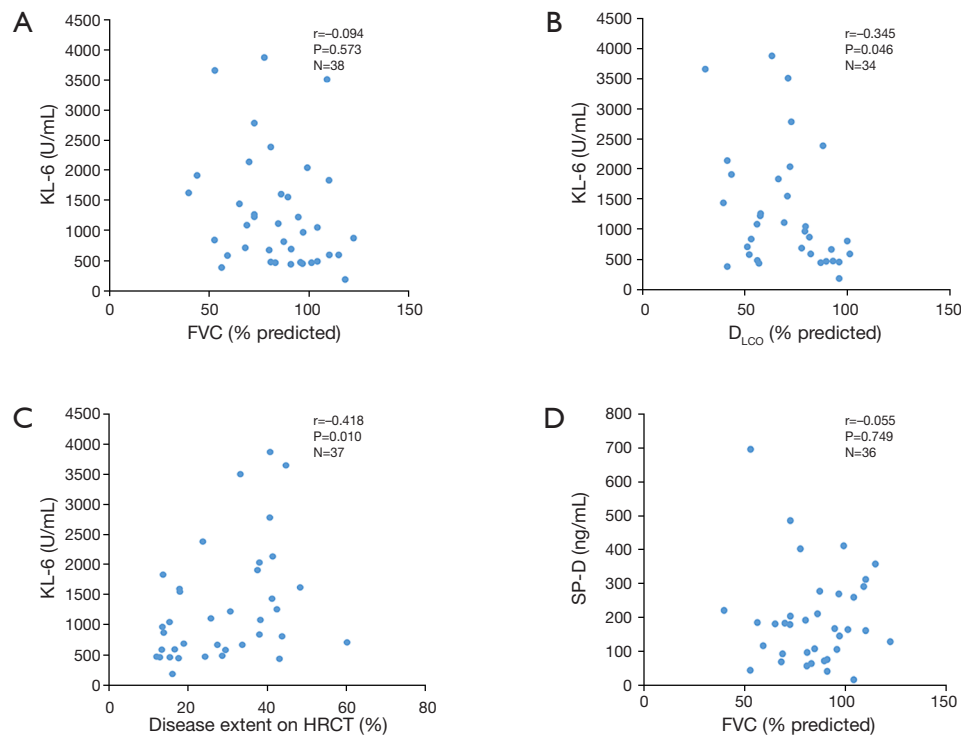 A
r=−0.094
P=0.573
N=38
KL-6 (U/mL)
4500
4000
3500
3000
2500
2000
1500
1000
500
0
50
100
150
FVC (% predicted)
B
r=−0.345
P=0.046
N=34
KL-6 (U/mL)
4500
4000
3500
3000
2500
2000
1500
1000
500
0
0
50
100
150
DLCO (% predicted)
C
r=−0.418
P=0.010
N=37
KL-6 (U/mL)
4500
4000
3500
3000
2500
2000
1500
1000
500
0
0
20
40
60
80
Disease extent on HRCT (%)
D
r=−0.055
P=0.749
N=36
SP-D (ng/mL)
800
700
600
500
400
300
200
100
0
0
50
100
150
FVC (% predicted)